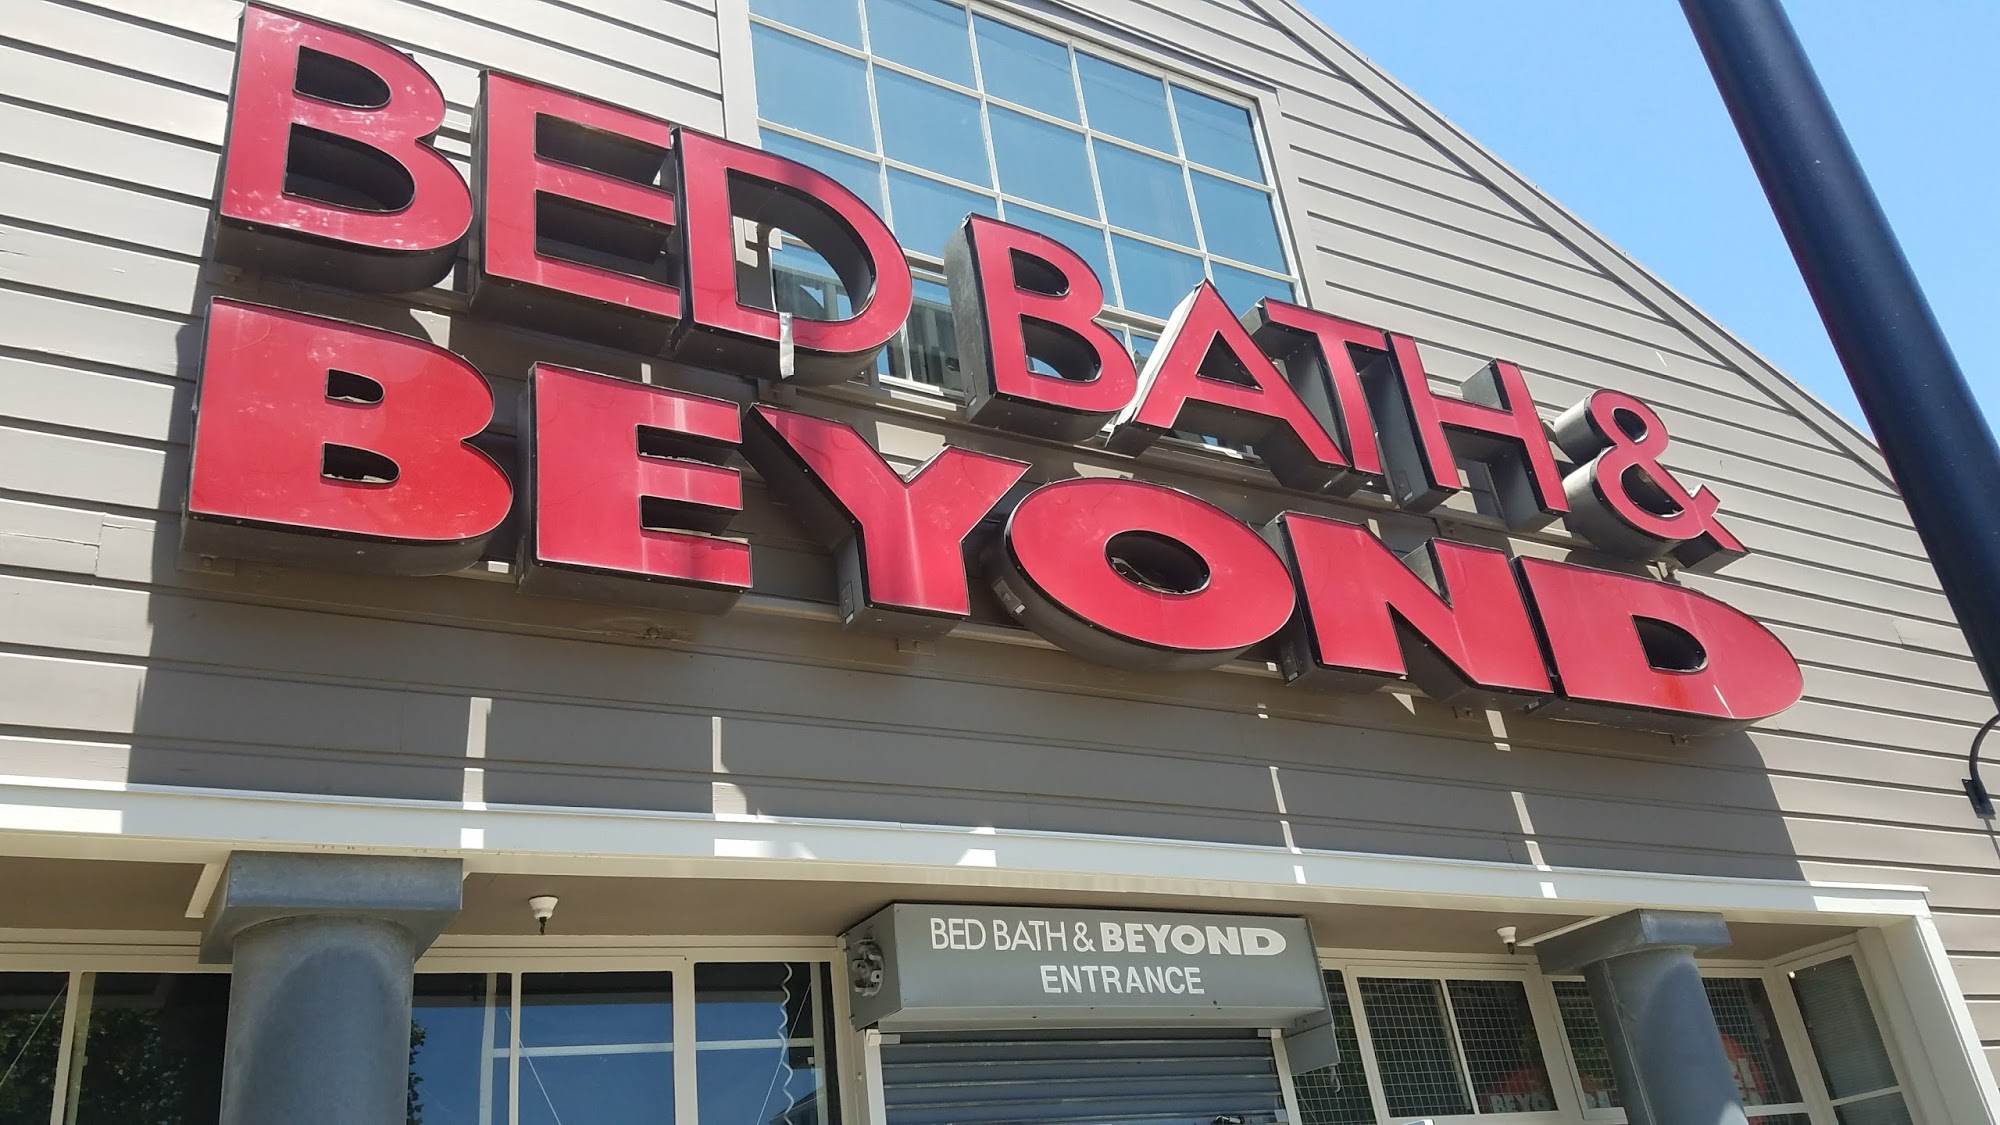 BED BATH &
BEYOND
BED BATH & BEYOND
ENTRANCE